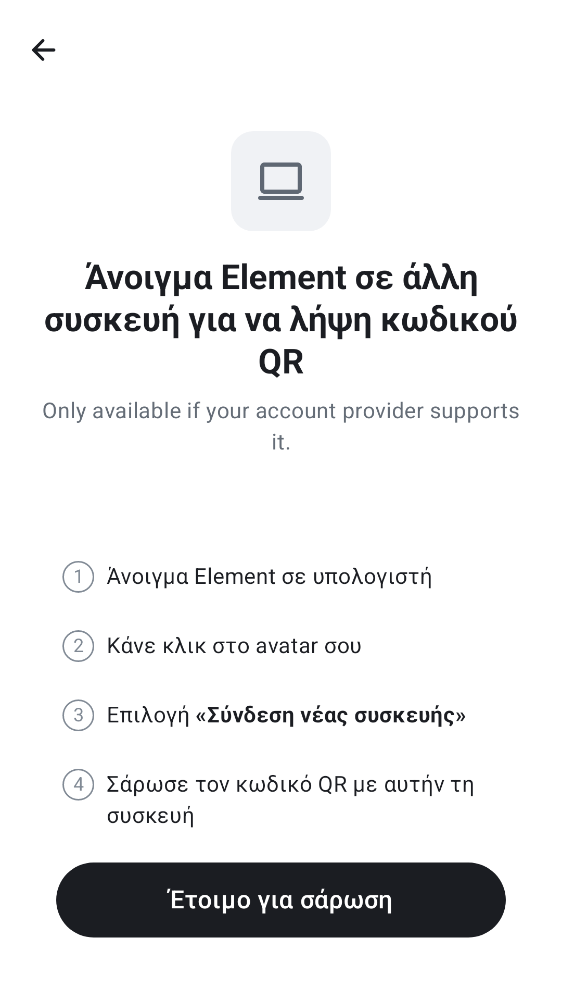 Άνοιγμα Element σε άλλη
συσκευή για να λήψη κωδικού
QR
Only available if your account provider supports
it.
1 Άνοιγμα Element σε υπολογιστή
2 Κάνε κλικ στο avatar σου
3 Επιλογή «Σύνδεση νέας συσκευής»
4 Σάρωσε τον κωδικό QR με αυτήν τη
συσκευή
Έτοιμο για σάρωση